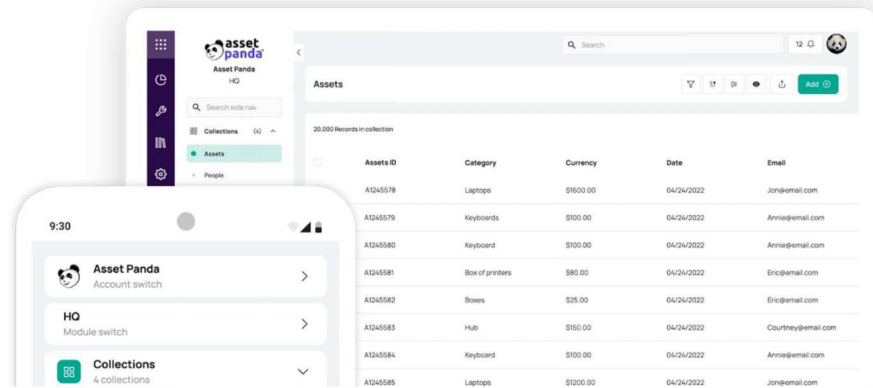 asset
panda
Asset Panda
HQ
Search side nav
Collections (4)
Assets
People
Search
12
Assets
Add
20,000 Records in collection
Assets ID Category Currency Date Email
A1245578 Laptops $1600.00 04/24/2022 Jon@email.com
A1245579 Keyboards $100.00 04/24/2022 Annie@email.com
A1245580 Keyboard $100.00 04/24/2022 Annie@email.com
A1245581 Box of printers $80.00 04/24/2022 Eric@email.com
A1245582 Boxes $25.00 04/24/2022 Eric@email.com
A1245583 Hub $150.00 04/24/2022 Courtney@email.com
A1245584 Keyboard $100.00 04/24/2022 Annie@email.com
A1245585 Laptops $1200.00 04/24/2022 Jon@email.com
9:30
Asset Panda
Account switch
HQ
Module switch
Collections
4 collections